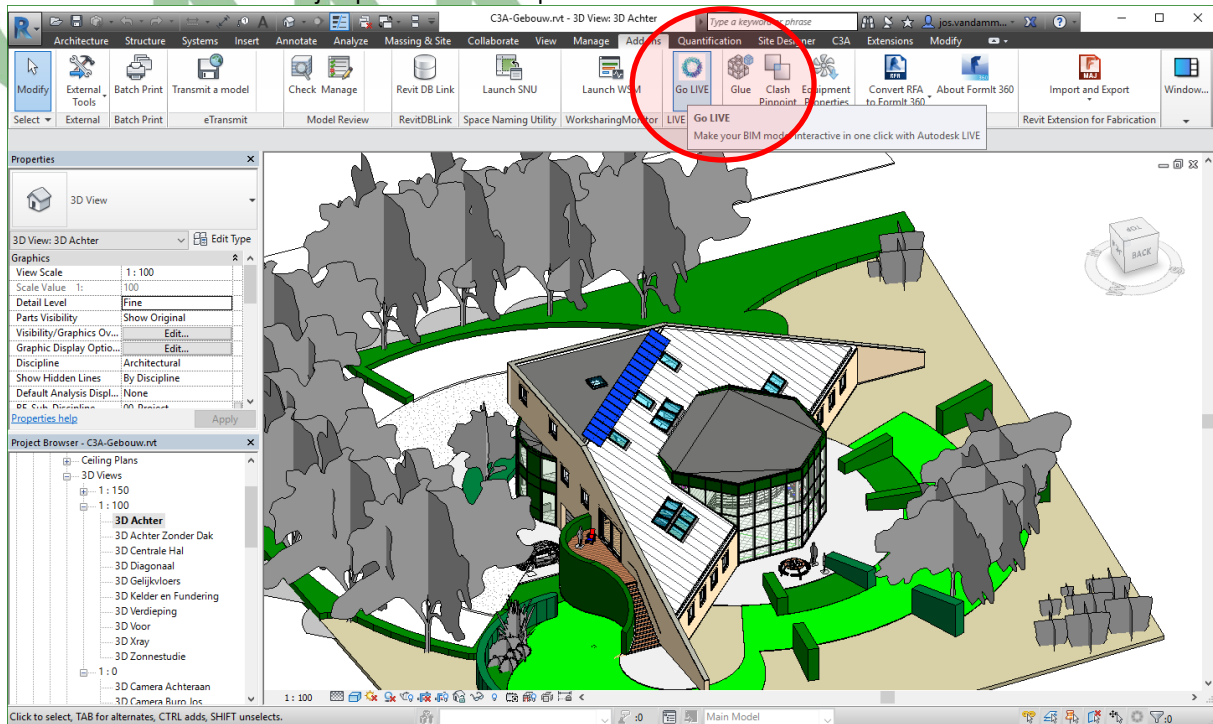 C3A-Gebouw.rvt - 3D View: 3D Achter
Type a keyword or phrase
jos.vandamm...
Architecture Structure Systems Insert Annotate Analyze Massing & Site Collaborate View Manage Add-Ins Quantification Site Designer C3A Extensions Modify
Modify
External Tools
Batch Print
Transmit a model
Check Manage
Revit DB Link
Launch SNU
Launch WSM
Go LIVE
Glue
Clash Pinpoint
Equipment Properties
Convert RFA to FormIt 360
About FormIt 360
Import and Export
Window...
Select External Batch Print eTransmit Model Review RevitDBLink Space Naming Utility WorksharingMonitor LIVE Revit Extension for Fabrication
Go LIVE
Make your BIM model interactive in one click with Autodesk LIVE
Properties
3D View
3D View: 3D Achter Edit Type
Graphics
View Scale 1 : 100
Scale Value 1: 100
Detail Level Fine
Parts Visibility Show Original
Visibility/Graphics Ov... Edit...
Graphic Display Optio... Edit...
Discipline Architectural
Show Hidden Lines By Discipline
Default Analysis Displ... None
Properties help Apply
Project Browser - C3A-Gebouw.rvt
Ceiling Plans
3D Views
1 : 150
1 : 100
3D Achter
3D Achter Zonder Dak
3D Centrale Hal
3D Diagonaal
3D Gelijkvloers
3D Kelder en Fundering
3D Verdieping
3D Voor
3D Xray
3D Zonnestudie
1 : 0
3D Camera Achteraan
3D Camera Buro Jos
BACK
1 : 100
Click to select, TAB for alternates, CTRL adds, SHIFT unselects.
:0
Main Model
:0